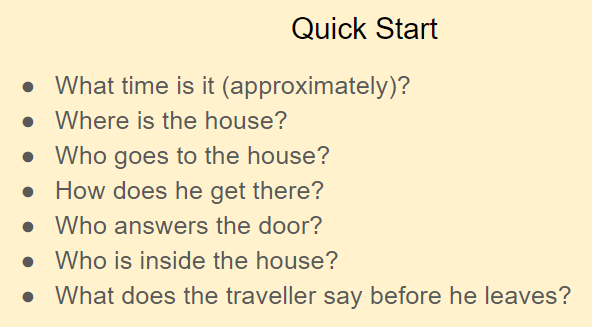 Quick Start
● What time is it (approximately)?
● Where is the house?
● Who goes to the house?
● How does he get there?
● Who answers the door?
● Who is inside the house?
● What does the traveller say before he leaves?